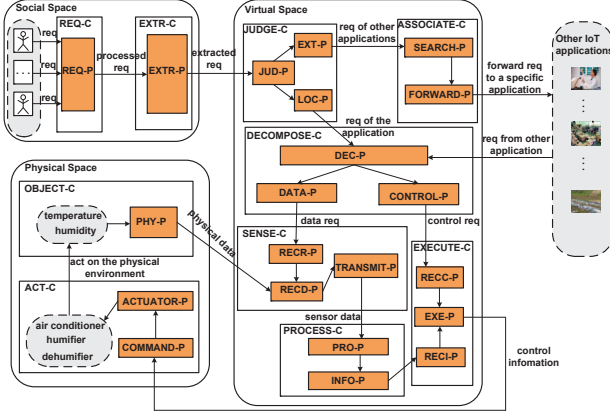 Social Space
REQ-C
EXTR-C
req
...
req
req
REQ-P
processed
req
EXTR-P
extracted
req
Virtual Space
JUDGE-C
EXT-P
JUD-P
LOC-P
req of other
applications
ASSOCIATE-C
SEARCH-P
FORWARD-P
forward req
to a specific
application
Other IoT
applications
...
...
req of the
application
req from other
application
DECOMPOSE-C
DEC-P
DATA-P
CONTROL-P
data req
control req
Physical Space
OBJECT-C
temperature
humidity
PHY-P
physical data
act on the physical
environment
SENSE-C
RECR-P
RECD-P
TRANSMIT-P
EXECUTE-C
RECC-P
EXE-P
RECI-P
ACT-C
ACTUATOR-P
air conditioner
humifier
dehumifier
COMMAND-P
sensor data
PROCESS-C
PRO-P
INFO-P
control
infomation